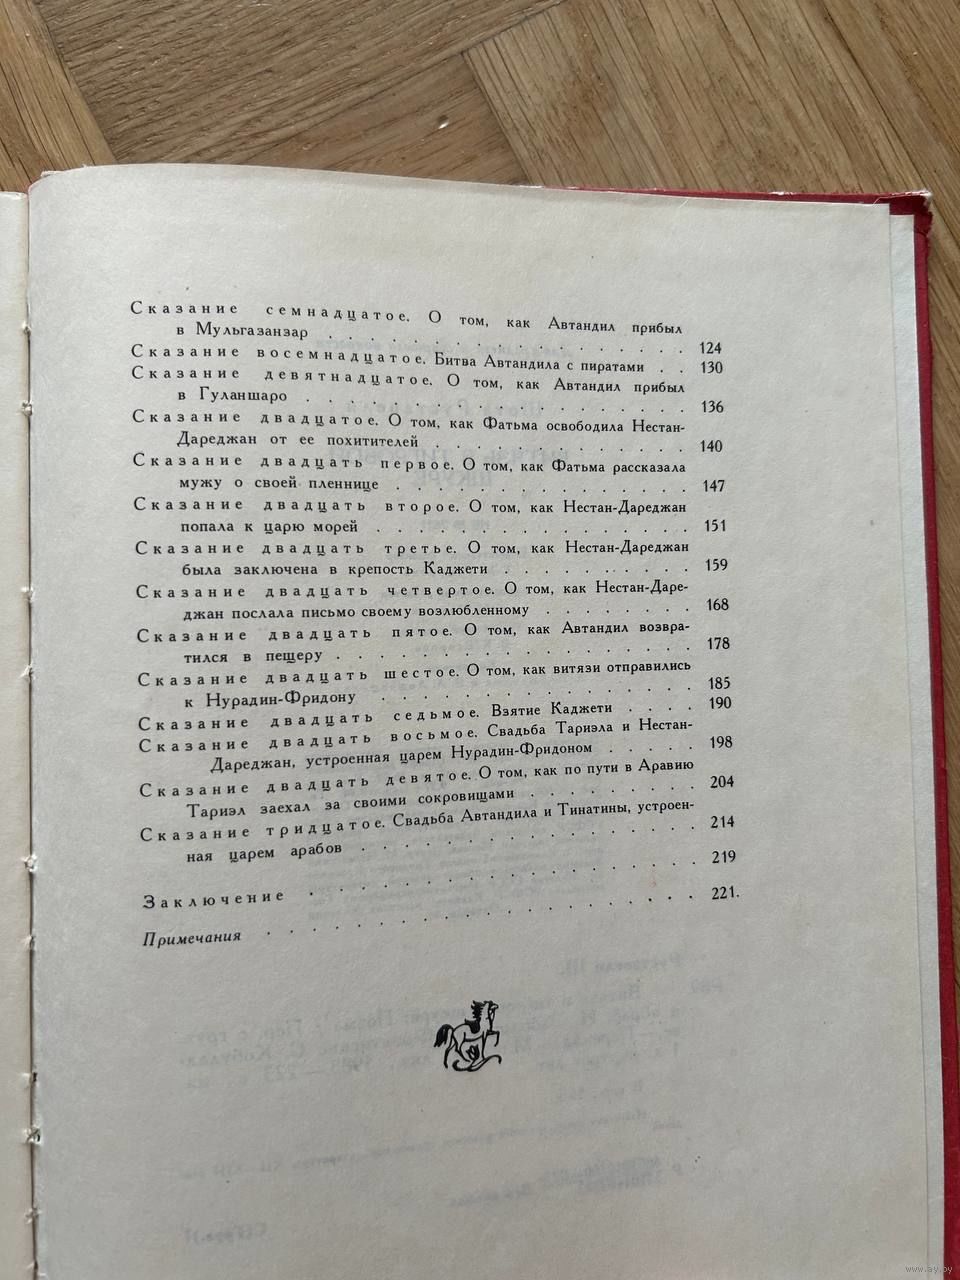 Сказание семнадцатое. О том, как Автандил прибыл
в Мульгазанзар . . . . . . . . . . . . . . . . 124
Сказание восемнадцатое. Битва Автандила с пиратами . . 130
Сказание девятнадцатое. О том, как Автандил прибыл
в Гуланшаро . . . . . . . . . . . . . . . . 136
Сказание двадцатое. О том, как Фатьма освободила Нестан-
Дареджан от ее похитителей . . . . . . . . . . 140
Сказание двадцать первое. О том, как Фатьма рассказала
мужу о своей пленнице . . . . . . . . . . . . 147
Сказание двадцать второе. О том, как Нестан-Дареджан
попала к царю морей . . . . . . . . . . . . 151
Сказание двадцать третье. О том, как Нестан-Дареджан
была заключена в крепость Каджети . . . . . . . . 159
Сказание двадцать четвертое. О том, как Нестан-Даре-
джан послала письмо своему возлюбленному . . . . . . 168
Сказание двадцать пятое. О том, как Автандил возвра-
тился в пещеру . . . . . . . . . . . . . . 178
Сказание двадцать шестое. О том, как витязи отправились
к Нурадин-Фридону . . . . . . . . . . . . 185
Сказание двадцать седьмое. Взятие Каджети . . . . 190
Сказание двадцать восьмое. Свадьба Тариэла и Нестан-
Дареджан, устроенная царем Нурадин-Фридоном . . . . . 198
Сказание двадцать девятое. О том, как по пути в Аравию
Тариэл заехал за своими сокровищами . . . . . . . 204
Сказание тридцатое. Свадьба Автандила и Тинатины, устроен-
ная царем арабов . . . . . . . . . . . . . 214
Заключение . . . . . . . . . . . . . . . . 219
Примечания . . . . . . . . . . . . . . . . 221.
www.ay.by